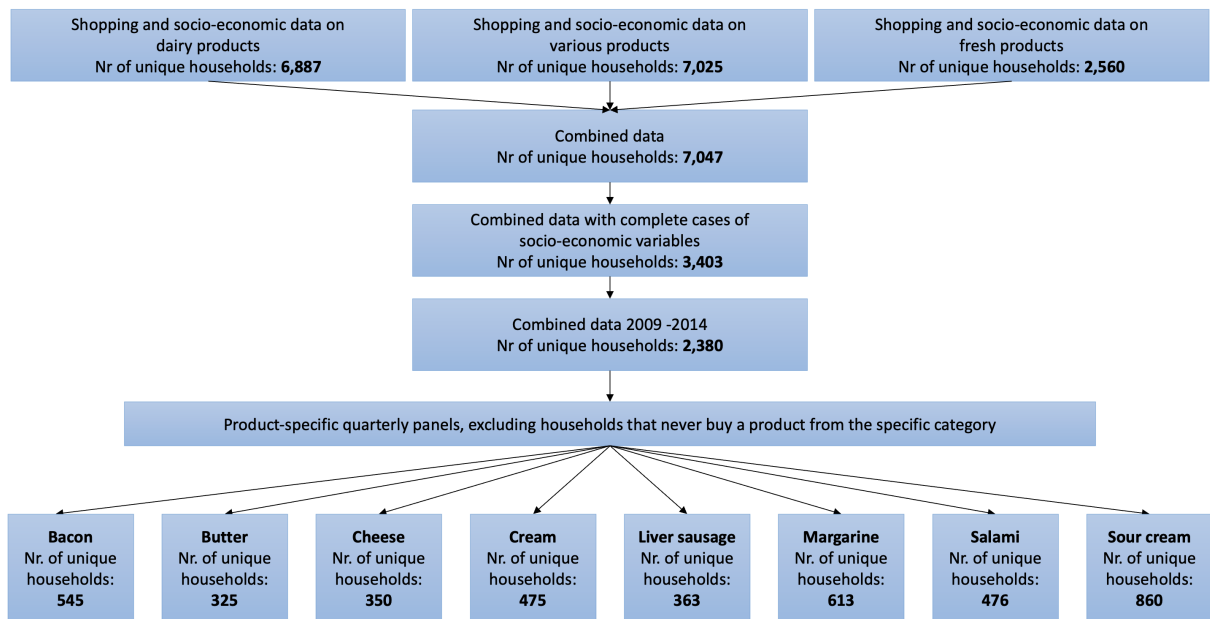 Shopping and socio-economic data on
dairy products
Nr of unique households: 6,887
Shopping and socio-economic data on
various products
Nr of unique households: 7,025
Shopping and socio-economic data on
fresh products
Nr of unique households: 2,560
Combined data
Nr of unique households: 7,047
Combined data with complete cases of
socio-economic variables
Nr of unique households: 3,403
Combined data 2009 -2014
Nr of unique households: 2,380
Product-specific quarterly panels, excluding households that never buy a product from the specific category
Bacon
Nr. of unique
households:
545
Butter
Nr. of unique
households:
325
Cheese
Nr. of unique
households:
350
Cream
Nr. of unique
households:
475
Liver sausage
Nr. of unique
households:
363
Margarine
Nr. of unique
households:
613
Salami
Nr. of unique
households:
476
Sour cream
Nr. of unique
households:
860